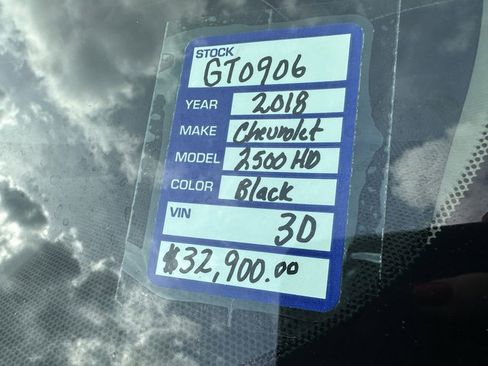 STOCK
GT0906
YEAR 2018
MAKE Chevrolet
MODEL 2500 HD
COLOR Black
VIN 3D
$32,900.00